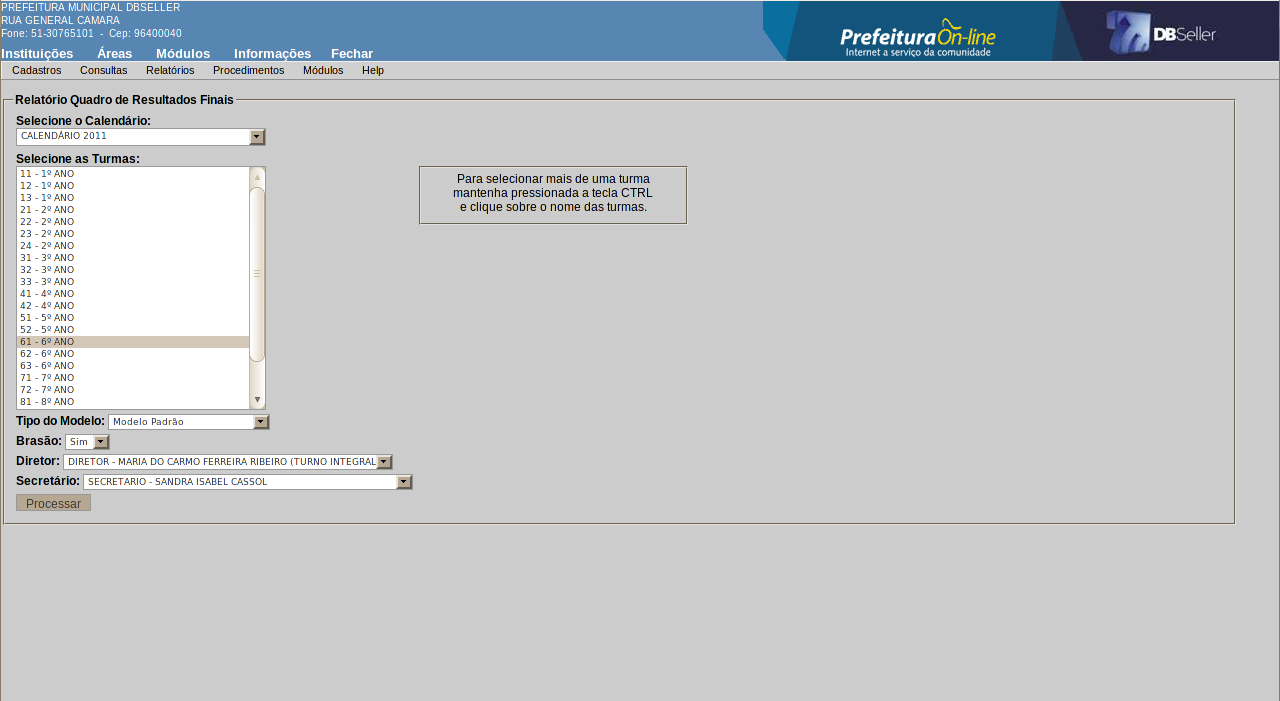 PREFEITURA MUNICIPAL DBSELLER
RUA GENERAL CAMARA
Fone: 51-30765101 - Cep: 96400040
Instituições Áreas Módulos Informações Fechar
Prefeitura On-line
Internet a serviço da comunidade
DBSeller
Cadastros Consultas Relatórios Procedimentos Módulos Help
Relatório Quadro de Resultados Finais
Selecione o Calendário:
CALENDÁRIO 2011
Selecione as Turmas:
11 - 1º ANO
12 - 1º ANO
13 - 1º ANO
21 - 2º ANO
22 - 2º ANO
23 - 2º ANO
24 - 2º ANO
31 - 3º ANO
32 - 3º ANO
33 - 3º ANO
41 - 4º ANO
42 - 4º ANO
51 - 5º ANO
52 - 5º ANO
61 - 6º ANO
62 - 6º ANO
63 - 6º ANO
71 - 7º ANO
72 - 7º ANO
81 - 8º ANO
Para selecionar mais de uma turma
mantenha pressionada a tecla CTRL
e clique sobre o nome das turmas.
Tipo do Modelo: Modelo Padrão
Brasão: Sim
Diretor: DIRETOR - MARIA DO CARMO FERREIRA RIBEIRO (TURNO INTEGRAL
Secretário: SECRETARIO - SANDRA ISABEL CASSOL
Processar